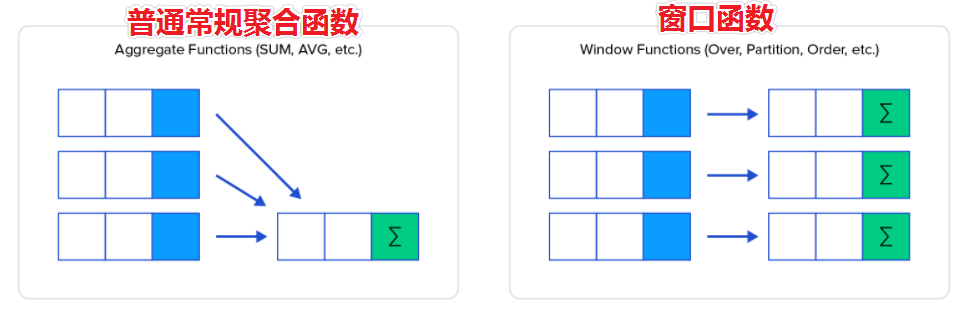 普通常规聚合函数
Aggregate Functions (SUM, AVG, etc.)
∑
窗口函数
Window Functions (Over, Partition, Order, etc.)
∑
∑
∑